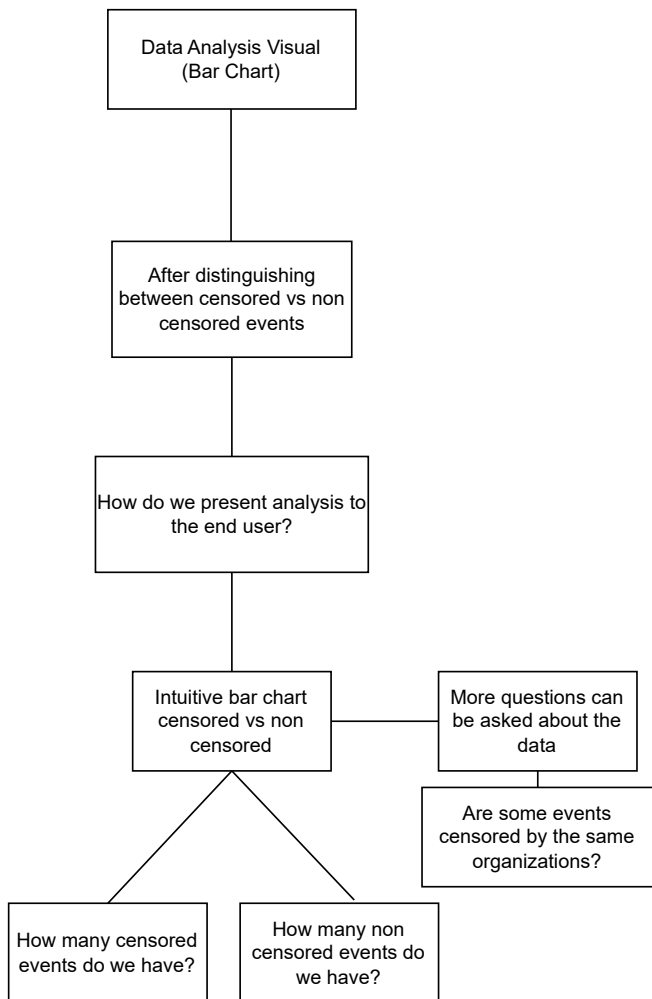 Data Analysis Visual
(Bar Chart)
After distinguishing
between censored vs non
censored events
How do we present analysis to
the end user?
Intuitive bar chart
censored vs non
censored
More questions can
be asked about the
data
Are some events
censored by the same
organizations?
How many censored
events do we have?
How many non
censored events do
we have?